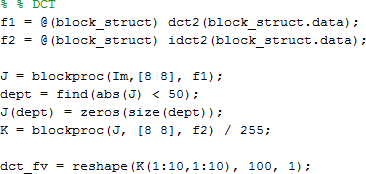 % % DCT
f1 = @(block_struct) dct2(block_struct.data);
f2 = @(block_struct) idct2(block_struct.data);
J = blockproc(Im,[8 8], f1);
dept = find(abs(J) < 50);
J(dept) = zeros(size(dept));
K = blockproc(J, [8 8], f2) / 255;
dct_fv = reshape(K(1:10,1:10), 100, 1);